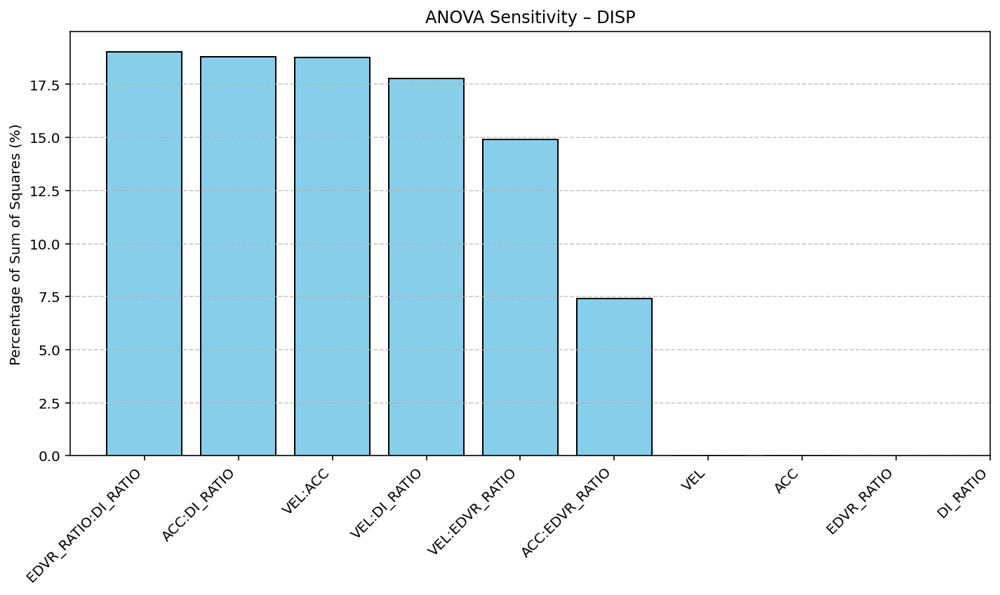 ANOVA Sensitivity – DISP
Percentage of Sum of Squares (%)
17.5
15.0
12.5
10.0
7.5
5.0
2.5
0.0
EDVR_RATIO:DI_RATIO
ACC:DI_RATIO
VEL:ACC
VEL:DI_RATIO
VEL:EDVR_RATIO
ACC:EDVR_RATIO
VEL
ACC
EDVR_RATIO
DI_RATIO